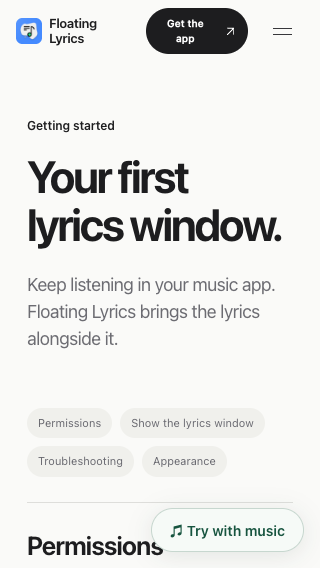 Floating
Lyrics
Get the
app
Getting started
Your first
lyrics window.
Keep listening in your music app.
Floating Lyrics brings the lyrics
alongside it.
Permissions
Show the lyrics window
Troubleshooting
Appearance
Try with music
Permissions